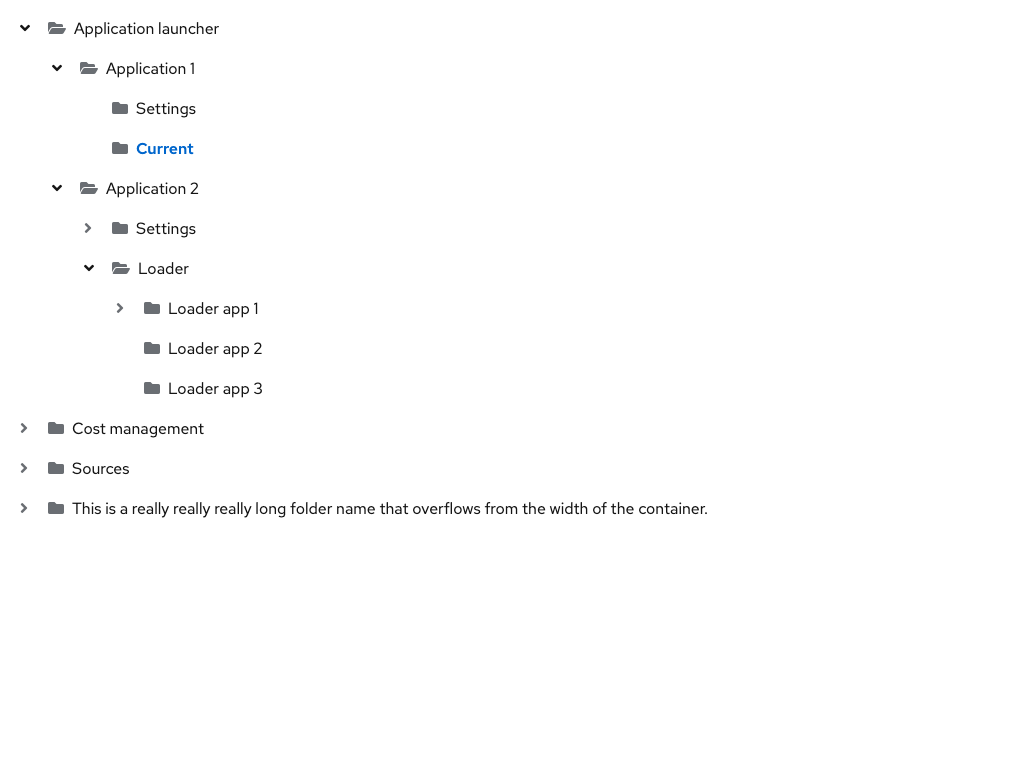 Application launcher
Application 1
Settings
Current
Application 2
Settings
Loader
Loader app 1
Loader app 2
Loader app 3
Cost management
Sources
This is a really really really long folder name that overflows from the width of the container.